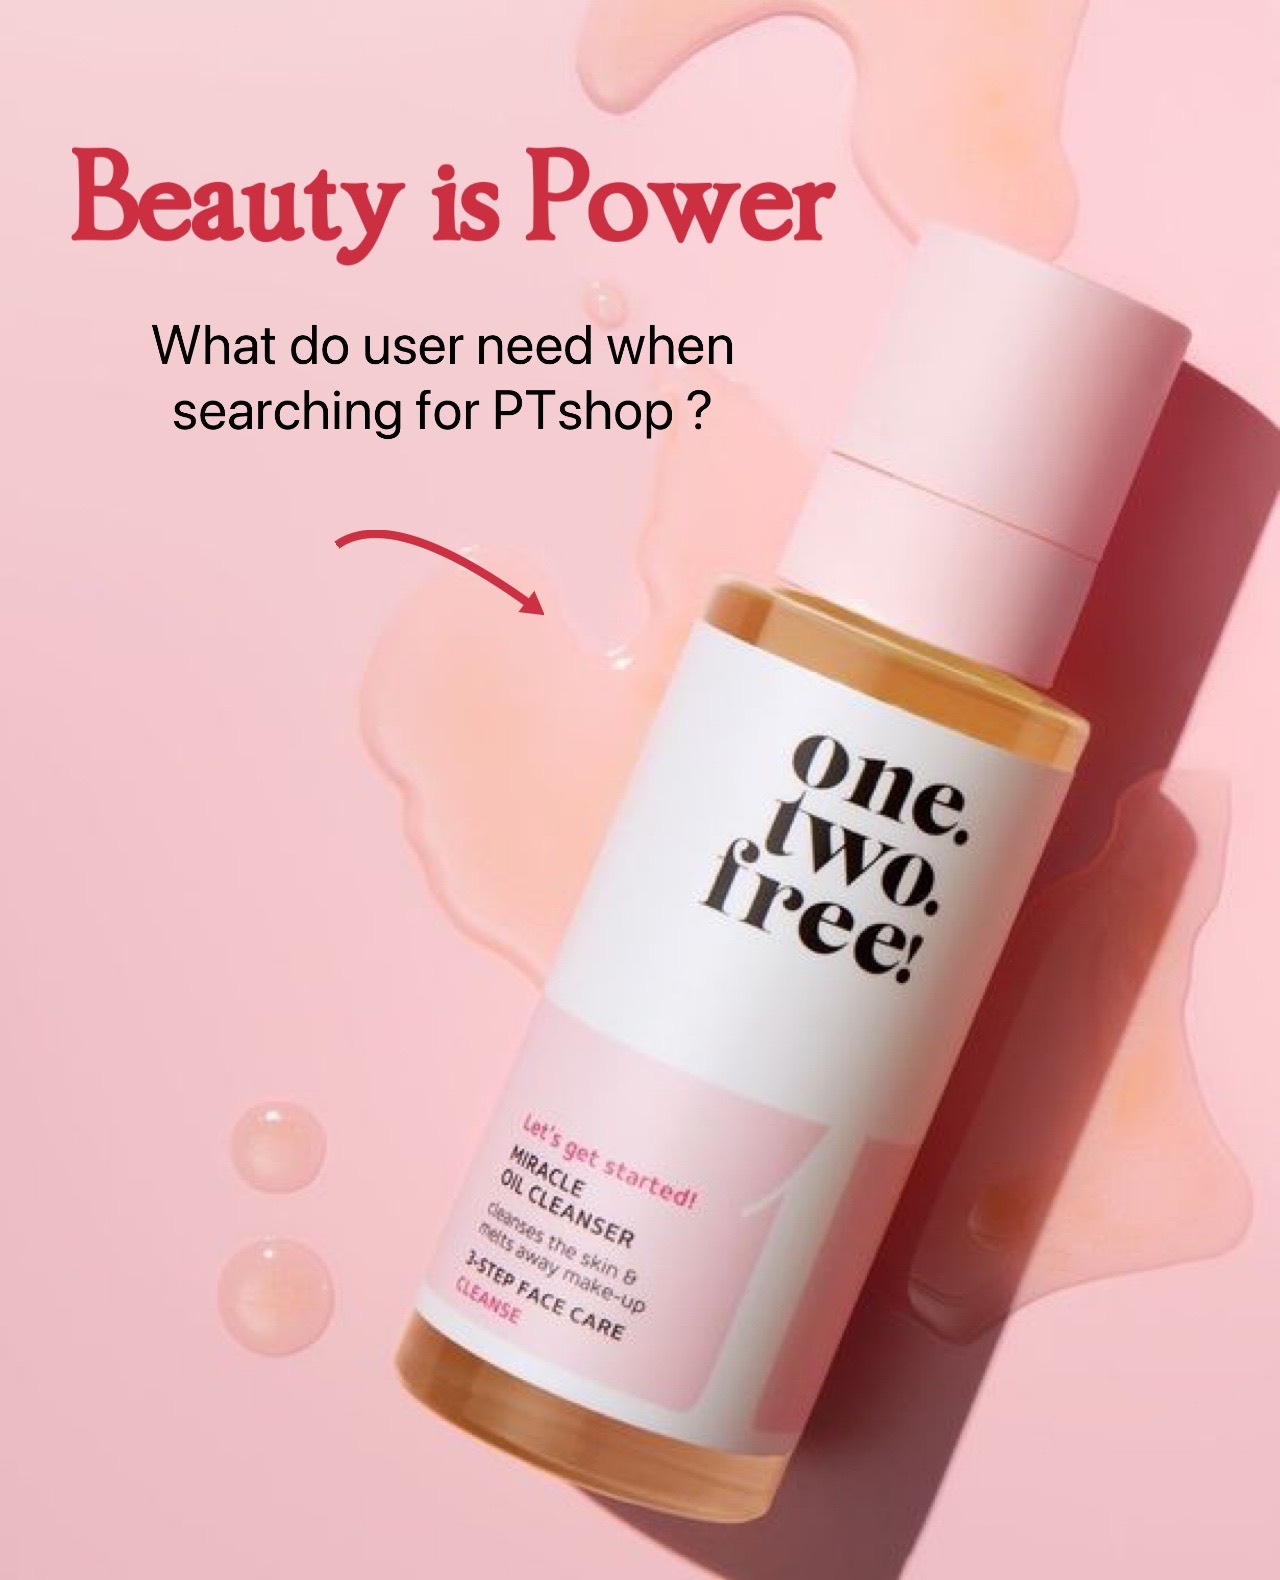 Beauty is Power
What do user need when
searching for PTshop ?
one.
two.
free!
Let's get started!
MIRACLE
OIL CLEANSER
cleanses the skin &
melts away make-up
3-STEP FACE CARE
CLEANSE
1